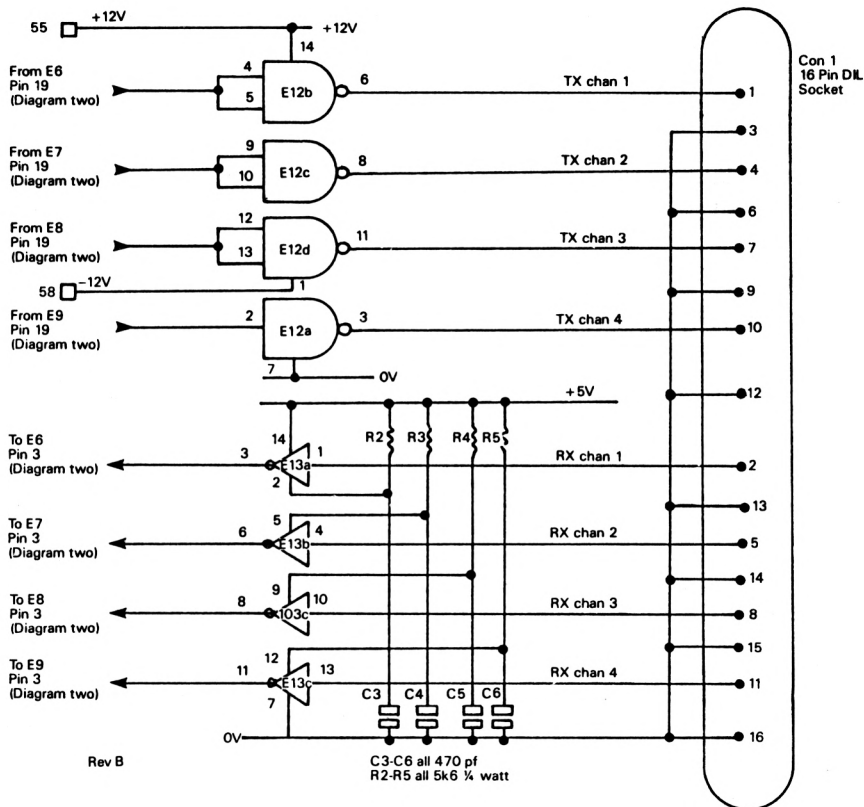 55 +12V +12V
14
Con 1
16 Pin DIL
Socket
From E6
Pin 19
(Diagram two)
4
5
E12b
6
TX chan 1
1
3
From E7
Pin 19
(Diagram two)
9
10
E12c
8
TX chan 2
4
6
From E8
Pin 19
(Diagram two)
12
13
E12d
11
TX chan 3
7
58 -12V
1
9
From E9
Pin 19
(Diagram two)
2
E12a
3
TX chan 4
10
7
0V
+5V
12
R2 R3 R4 R5
To E6
Pin 3
(Diagram two)
3
14
E13a
1
2
RX chan 1
2
13
To E7
Pin 3
(Diagram two)
6
5
E13b
4
RX chan 2
5
14
To E8
Pin 3
(Diagram two)
8
9
103c
10
RX chan 3
8
15
To E9
Pin 3
(Diagram two)
11
12
E13c
13
7
RX chan 4
11
C3 C4 C5 C6
0V
16
Rev B
C3-C6 all 470 pf
R2-R5 all 5k6 ¼ watt